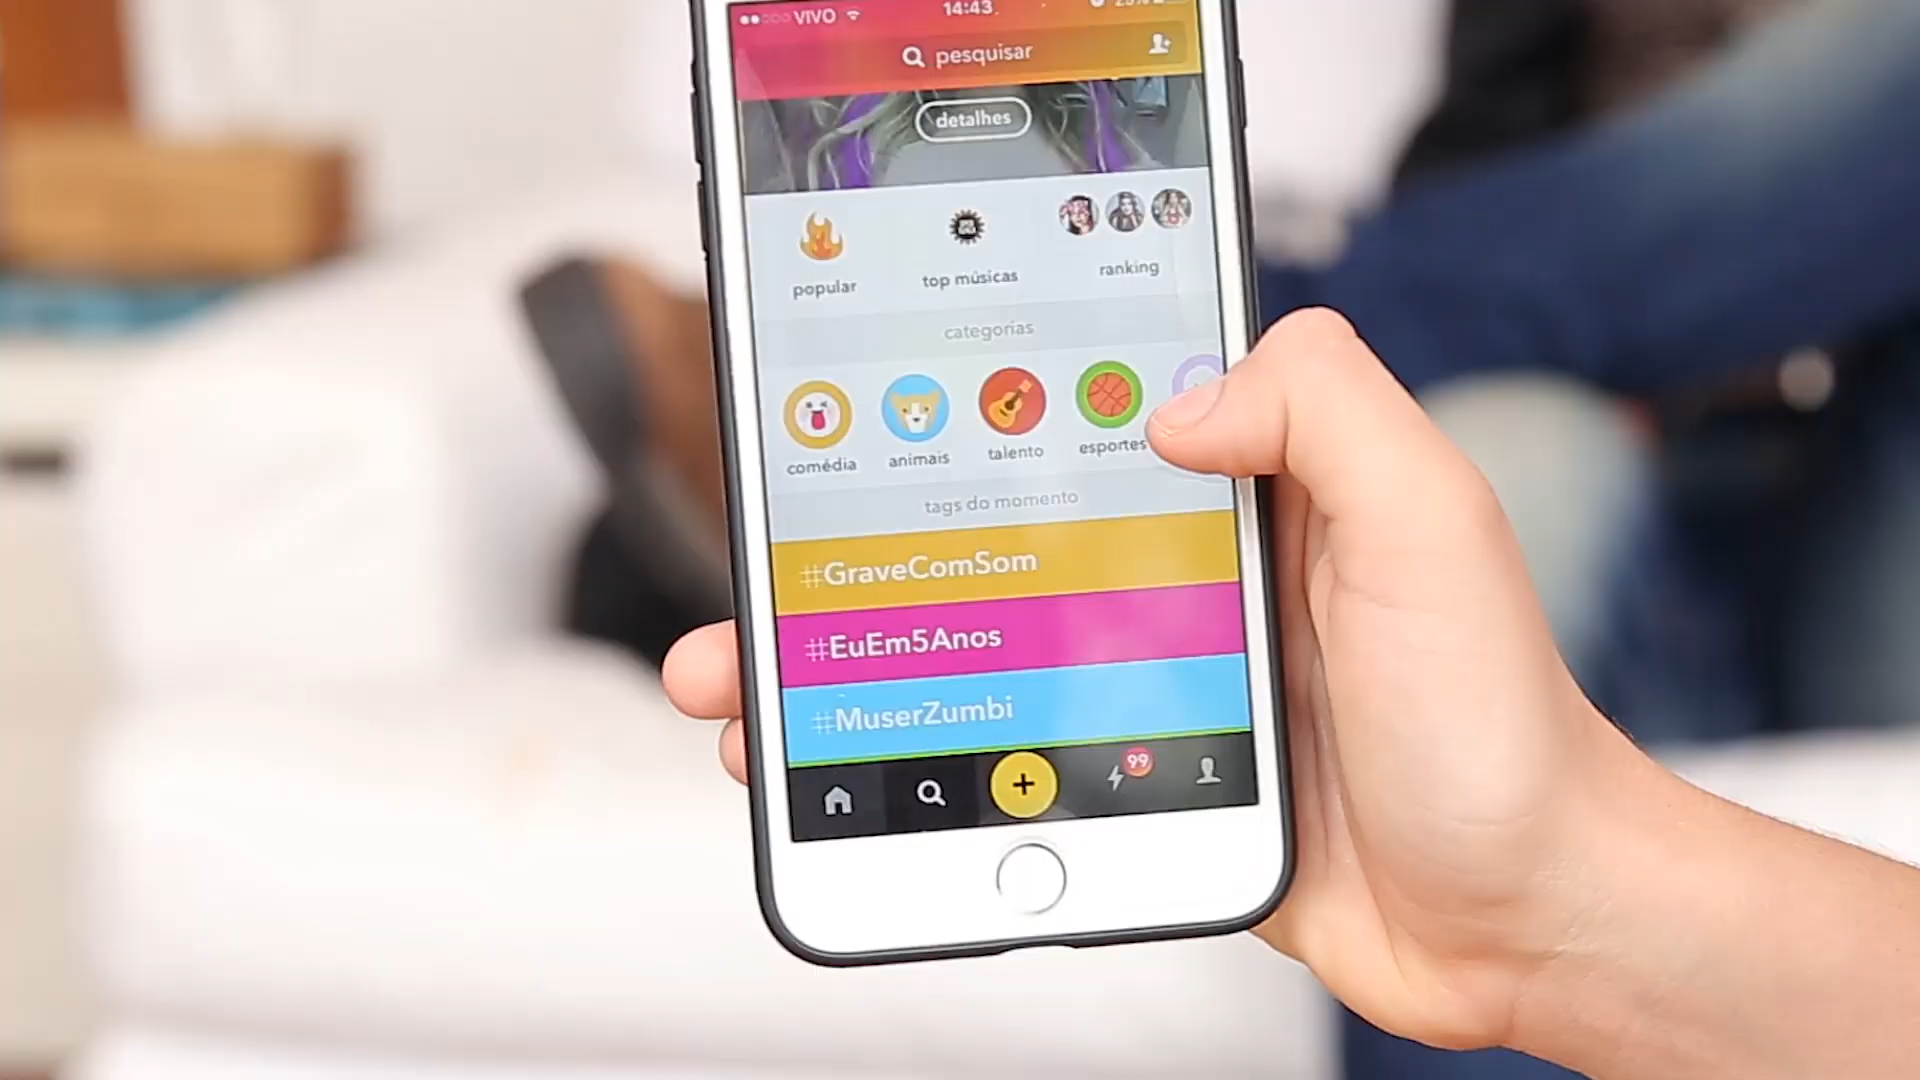 VIVO 14:43
pesquisar
detalhes
popular top músicas ranking
categorias
comédia animais talento esportes
tags do momento
#GraveComSom
#EuEm5Anos
#MuserZumbi
99